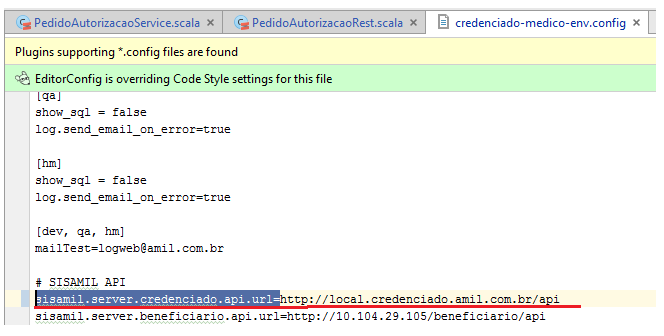 PedidoAutorizacaoService.scala × PedidoAutorizacaoRest.scala × credenciado-medico-env.config ×
Plugins supporting *.config files are found
EditorConfig is overriding Code Style settings for this file
[qa]
show_sql = false
log.send_email_on_error=true
[hm]
show_sql = false
log.send_email_on_error=true
[dev, qa, hm]
mailTest=logweb@amil.com.br
# SISAMIL API
sisamil.server.credenciado.api.url=http://local.credenciado.amil.com.br/api
sisamil.server.beneficiario.api.url=http://10.104.29.105/beneficiario/api